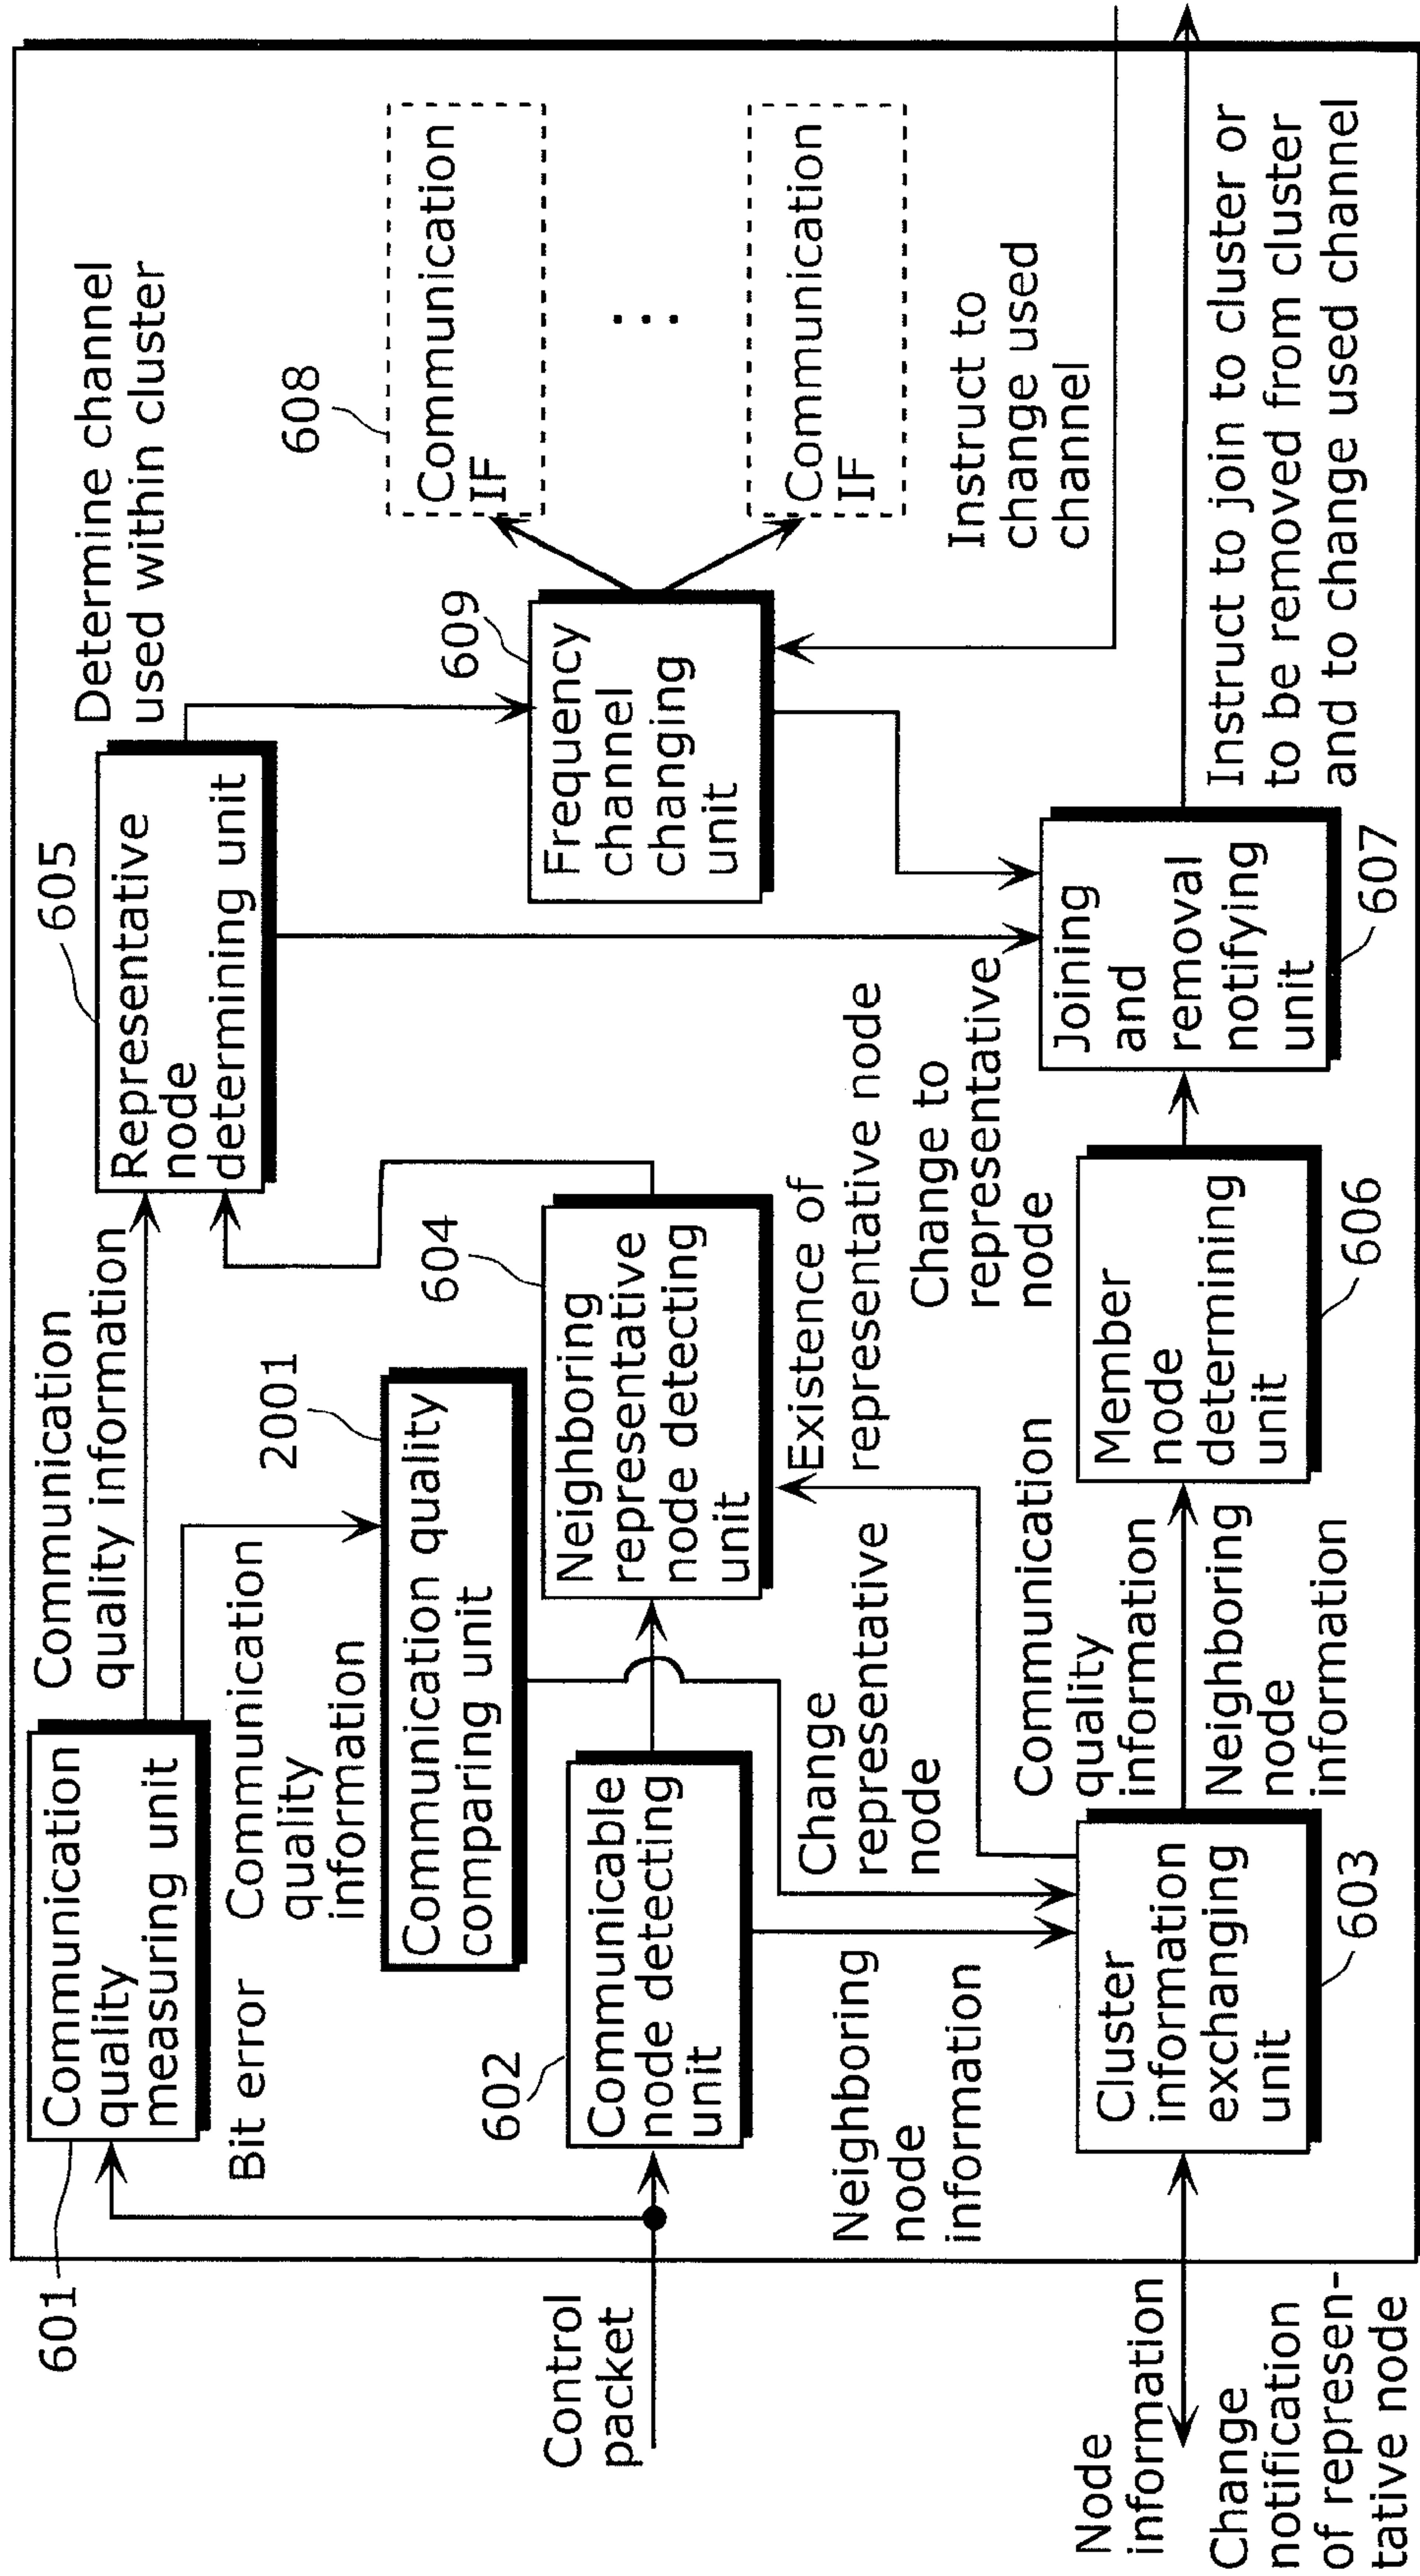 601
Communication
quality
measuring unit
Bit error
Communication
quality information
605
Representative
node
determining unit
Determine channel
used within cluster
Communication
quality
information
2001
Communication quality
comparing unit
608
Communication
IF
...
Communication
IF
609
Frequency
channel
changing
unit
Instruct to
change used
channel
Control
packet
602
Communicable
node detecting
unit
604
Neighboring
representative
node detecting
unit
Existence of
representative node
Change to
representative
node
Change
representative
node
Neighboring
node
information
Node
information
Change
notification
of represen-
tative node
Cluster
information
exchanging
unit
603
Communication
quality
information
Neighboring
node
information
Member
node
determining
unit
606
Joining
and
removal
notifying
unit
607
Instruct to join to cluster or
to be removed from cluster
and to change used channel